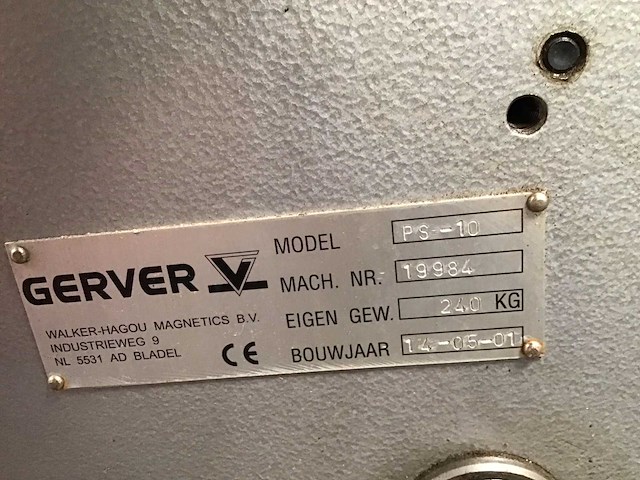 GERVER
WALKER-HAGOU MAGNETICS B.V.
INDUSTRIEWEG 9
NL 5531 AD BLADEL
CE
MODEL PS-10
MACH. NR. 19984
EIGEN GEW. 240 KG
BOUWJAAR 14-05-01